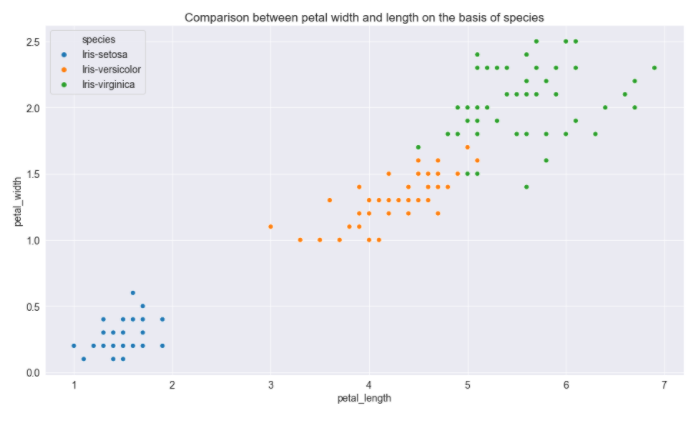 Comparison between petal width and length on the basis of species
species
Iris-setosa
Iris-versicolor
Iris-virginica
2.5
2.0
1.5
1.0
0.5
0.0
petal_width
1 2 3 4 5 6 7
petal_length